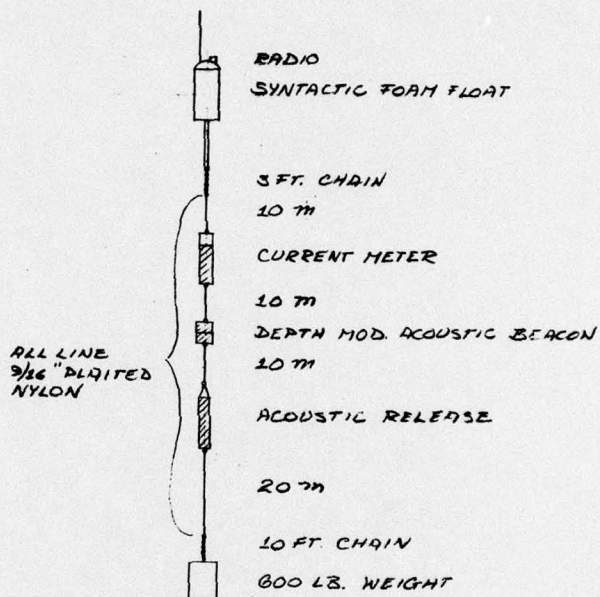 RADIO
SYNTACTIC FOAM FLOAT
3 FT. CHAIN
10 m
CURRENT METER
10 m
DEPTH MOD. ACOUSTIC BEACON
10 m
ALL LINE
9/16" PLAITED
NYLON
ACOUSTIC RELEASE
20 m
10 FT. CHAIN
600 LB. WEIGHT